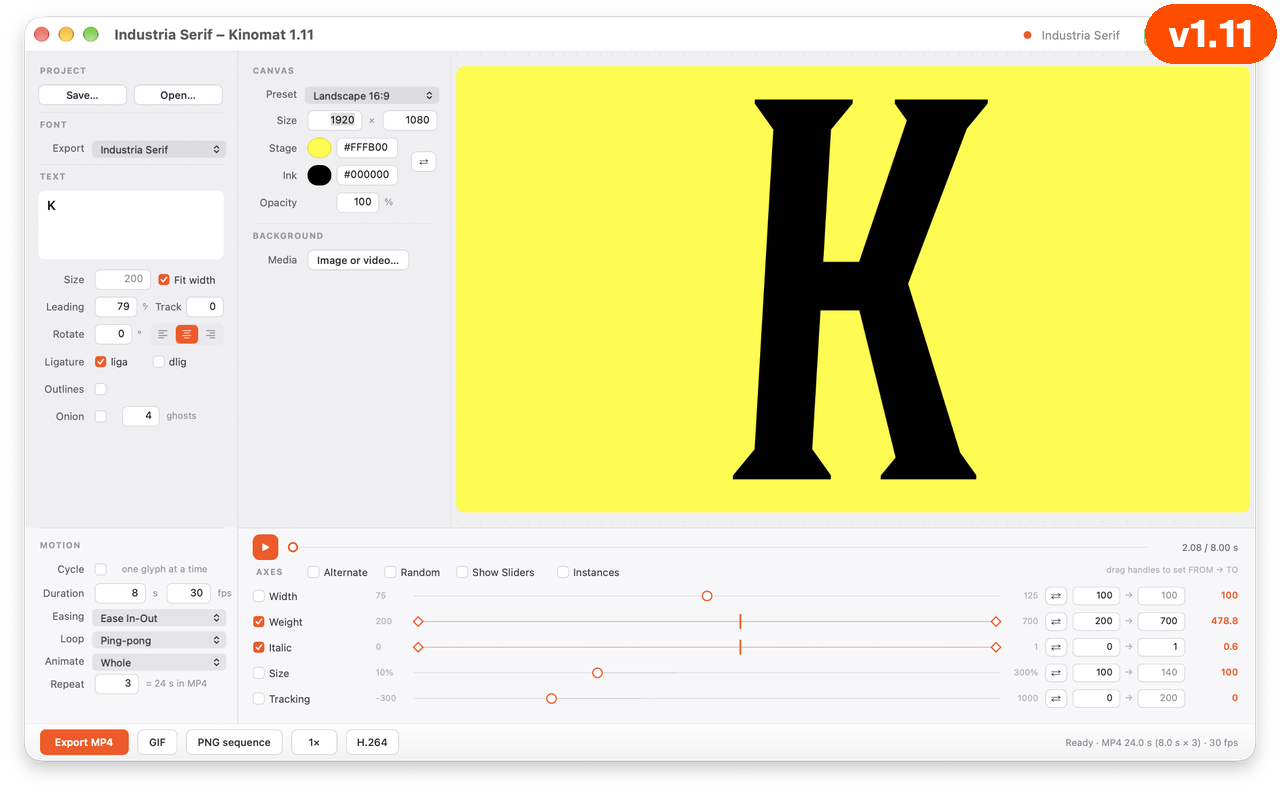 Industria Serif – Kinomat 1.11
Industria Serif
v1.11
PROJECT
Save...
Open...
FONT
Export
Industria Serif
TEXT
K
Size 200 Fit width
Leading 79 % Track 0
Rotate 0 °
Ligature liga dlig
Outlines
Onion 4 ghosts
CANVAS
Preset Landscape 16:9
Size 1920 × 1080
Stage #FFFB00
⇄
Ink #000000
Opacity 100 %
BACKGROUND
Media Image or video...
K
MOTION
Cycle one glyph at a time
Duration 8 s 30 fps
Easing Ease In-Out
Loop Ping-pong
Animate Whole
Repeat 3 = 24 s in MP4
2.08 / 8.00 s
AXES Alternate Random Show Sliders Instances drag handles to set FROM → TO
Width 75 125 ⇄ 100 → 100 100
Weight 200 700 ⇄ 200 → 700 478.8
Italic 0 1 ⇄ 0 → 1 0.6
Size 10% 300% ⇄ 100 → 140 100
Tracking -300 1000 ⇄ 0 → 200 0
Export MP4 GIF PNG sequence 1× H.264 Ready · MP4 24.0 s (8.0 s × 3) · 30 fps